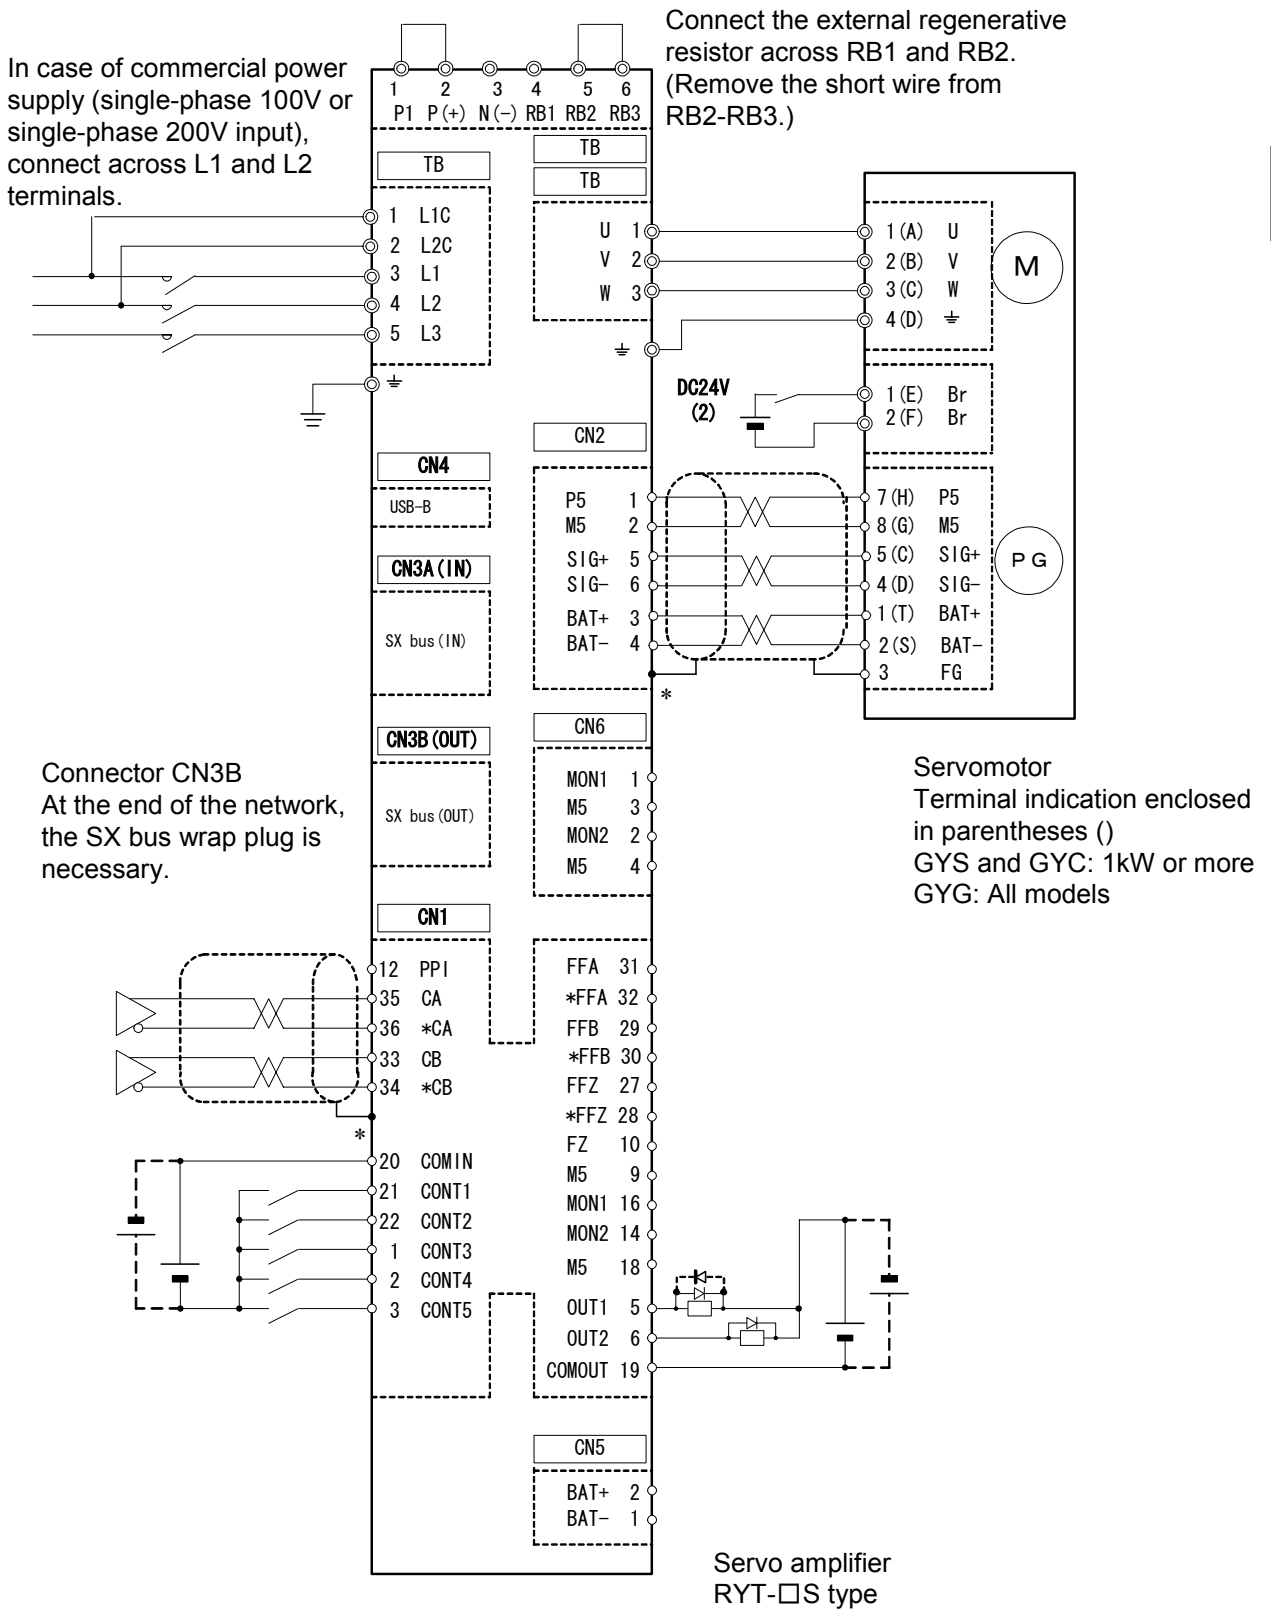 Connect the external regenerative
resistor across RB1 and RB2.
(Remove the short wire from
RB2-RB3.)
In case of commercial power
supply (single-phase 100V or
single-phase 200V input),
connect across L1 and L2
terminals.
1 2 3 4 5 6
P1 P(+) N(-) RB1 RB2 RB3
TB
TB
TB
1 L1C
2 L2C
3 L1
4 L2
5 L3
U 1
V 2
W 3
1(A) U
2(B) V
3(C) W
4(D)
M
DC24V
(2)
1(E) Br
2(F) Br
CN2
P5 1
M5 2
SIG+ 5
SIG- 6
BAT+ 3
BAT- 4
*
7(H) P5
8(G) M5
5(C) SIG+
4(D) SIG-
1(T) BAT+
2(S) BAT-
3 FG
PG
CN4
USB-B
CN3A(IN)
SX bus(IN)
CN3B(OUT)
SX bus(OUT)
CN6
MON1 1
M5 3
MON2 2
M5 4
Connector CN3B
At the end of the network,
the SX bus wrap plug is
necessary.
Servomotor
Terminal indication enclosed
in parentheses ()
GYS and GYC: 1kW or more
GYG: All models
CN1
12 PPI
35 CA
36 *CA
33 CB
34 *CB
*
20 COMIN
21 CONT1
22 CONT2
1 CONT3
2 CONT4
3 CONT5
FFA 31
*FFA 32
FFB 29
*FFB 30
FFZ 27
*FFZ 28
FZ 10
M5 9
MON1 16
MON2 14
M5 18
OUT1 5
OUT2 6
COMOUT 19
CN5
BAT+ 2
BAT- 1
Servo amplifier
RYT-□S type